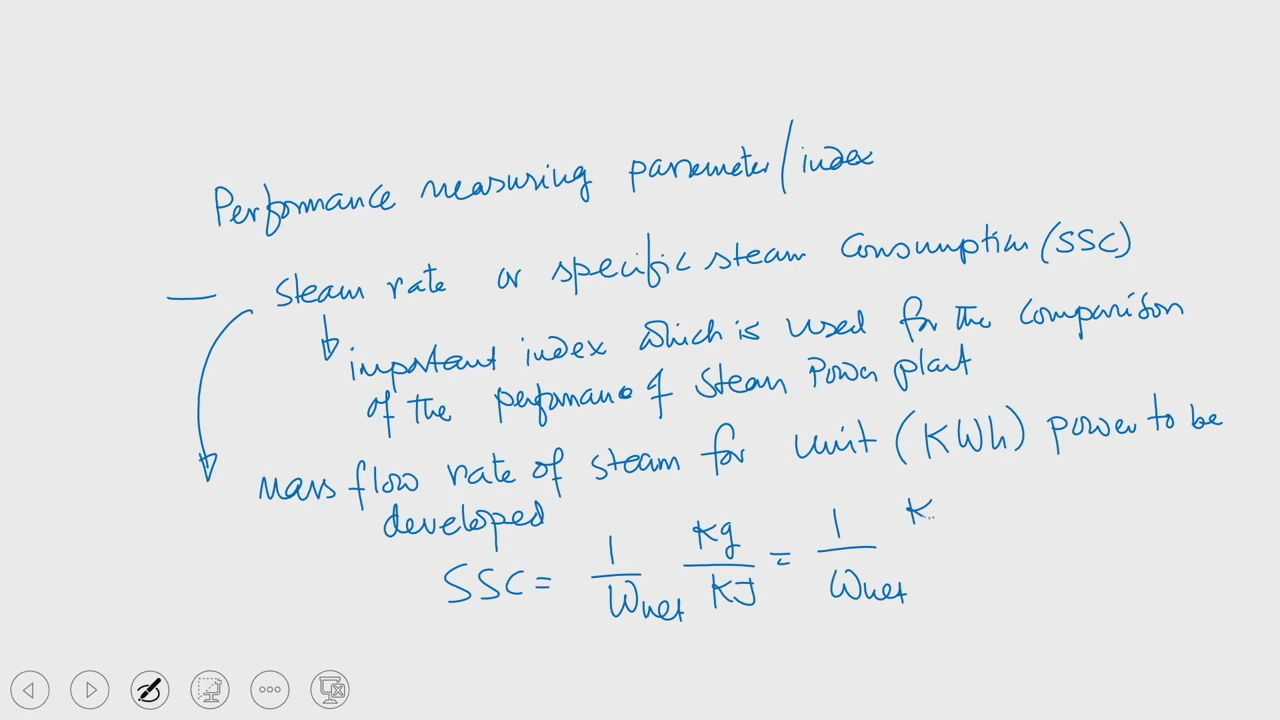 Performance measuring parameter/index
— Steam rate or specific steam Consumption (SSC)
important index which is used for the comparison
of the performance of steam power plant
mass flow rate of steam for unit (KWh) power to be
developed
SSC = 1/Wnet Kg/KJ = 1/Wnet K